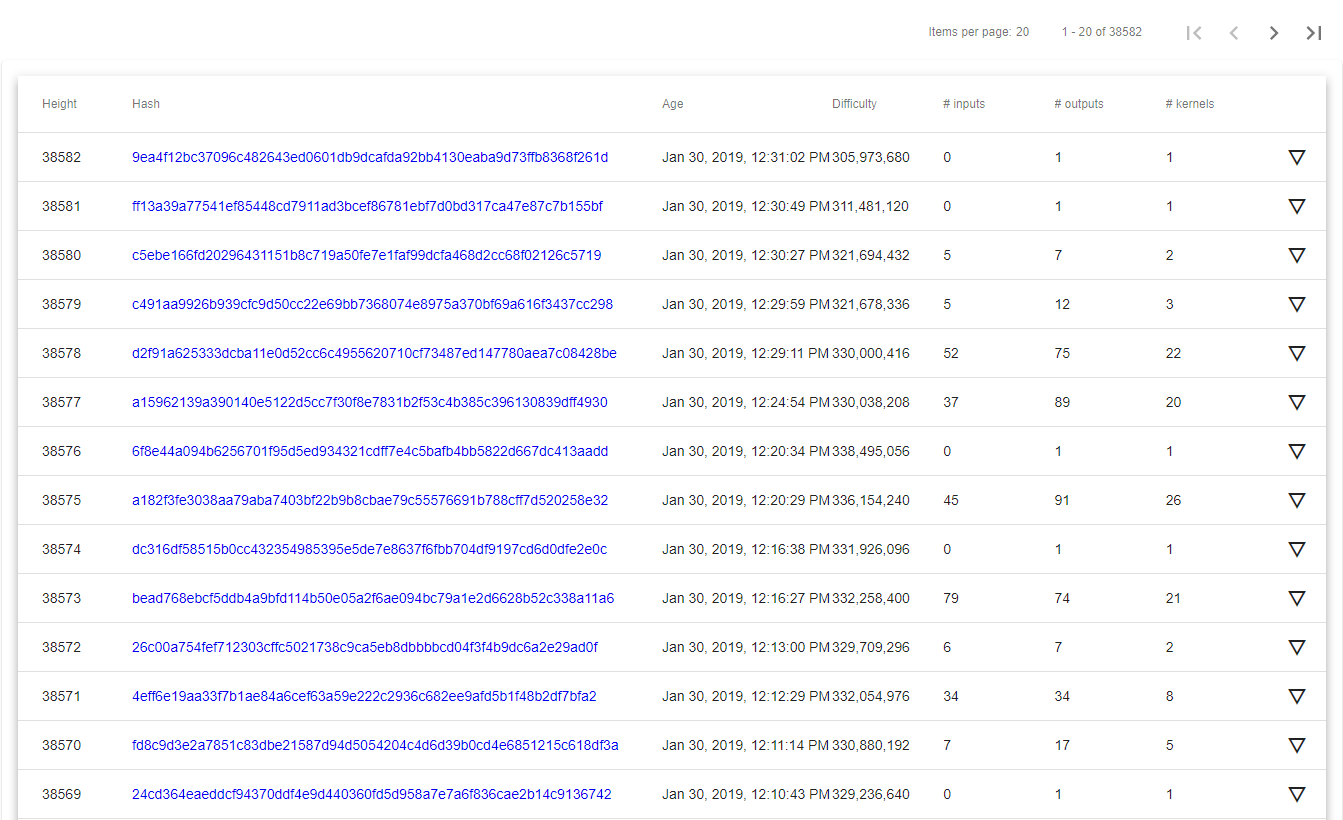 Items per page: 20 1 - 20 of 38582
Height Hash Age Difficulty # inputs # outputs # kernels
38582 9ea4f12bc37096c482643ed0601db9dcafda92bb4130eaba9d73ffb8368f261d Jan 30, 2019, 12:31:02 PM 305,973,680 0 1 1
38581 ff13a39a77541ef85448cd7911ad3bcef86781ebf7d0bd317ca47e87c7b155bf Jan 30, 2019, 12:30:49 PM 311,481,120 0 1 1
38580 c5ebe166fd20296431151b8c719a50fe7e1faf99dcfa468d2cc68f02126c5719 Jan 30, 2019, 12:30:27 PM 321,694,432 5 7 2
38579 c491aa9926b939cfc9d50cc22e69bb7368074e8975a370bf69a616f3437cc298 Jan 30, 2019, 12:29:59 PM 321,678,336 5 12 3
38578 d2f91a625333dcba11e0d52cc6c4955620710cf73487ed147780aea7c08428be Jan 30, 2019, 12:29:11 PM 330,000,416 52 75 22
38577 a15962139a390140e5122d5cc7f30f8e7831b2f53c4b385c396130839dff4930 Jan 30, 2019, 12:24:54 PM 330,038,208 37 89 20
38576 6f8e44a094b6256701f95d5ed934321cdff7e4c5bafb4bb5822d667dc413aadd Jan 30, 2019, 12:20:34 PM 338,495,056 0 1 1
38575 a182f3fe3038aa79aba7403bf22b9b8cbae79c55576691b788cff7d520258e32 Jan 30, 2019, 12:20:29 PM 336,154,240 45 91 26
38574 dc316df58515b0cc432354985395e5de7e8637f6fbb704df9197cd6d0dfe2e0c Jan 30, 2019, 12:16:38 PM 331,926,096 0 1 1
38573 bead768ebcf5ddb4a9bfd114b50e05a2f6ae094bc79a1e2d6628b52c338a11a6 Jan 30, 2019, 12:16:27 PM 332,258,400 79 74 21
38572 26c00a754fef712303cffc5021738c9ca5eb8dbbbbcd04f3f4b9dc6a2e29ad0f Jan 30, 2019, 12:13:00 PM 329,709,296 6 7 2
38571 4eff6e19aa33f7b1ae84a6cef63a59e222c2936c682ee9afd5b1f48b2df7bfa2 Jan 30, 2019, 12:12:29 PM 332,054,976 34 34 8
38570 fd8c9d3e2a7851c83dbe21587d94d5054204c4d6d39b0cd4e6851215c618df3a Jan 30, 2019, 12:11:14 PM 330,880,192 7 17 5
38569 24cd364eaeddcf94370ddf4e9d440360fd5d958a7e7a6f836cae2b14c9136742 Jan 30, 2019, 12:10:43 PM 329,236,640 0 1 1